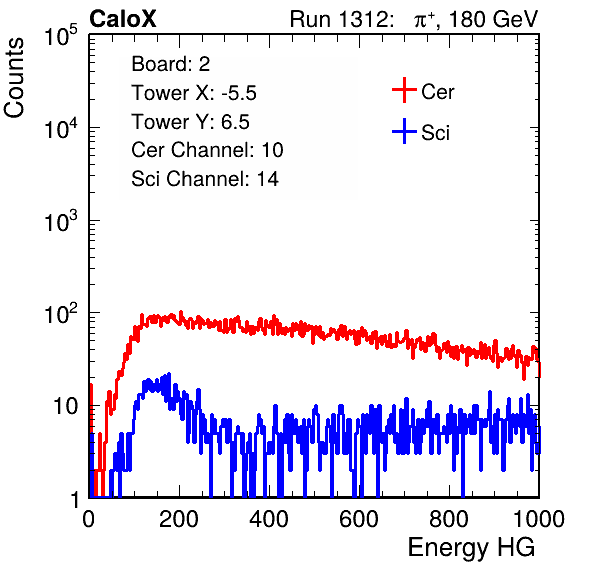 CaloX Run 1312: π⁺, 180 GeV
Board: 2
Tower X: -5.5
Tower Y: 6.5
Cer Channel: 10
Sci Channel: 14
Cer
Sci
Counts
10⁵
10⁴
10³
10²
10
1
0 200 400 600 800 1000
Energy HG